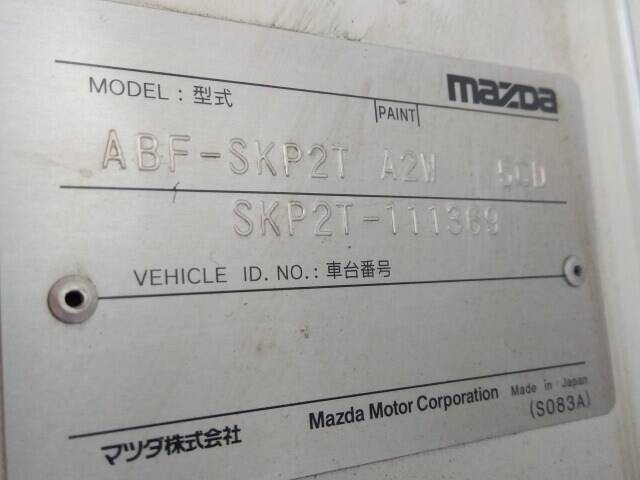 mazda
MODEL : 型式 PAINT
ABF-SKP2T A2W 5CD
SKP2T-111369
VEHICLE ID. NO. : 車台番号
マツダ株式会社 Mazda Motor Corporation Made in Japan
(S083A)